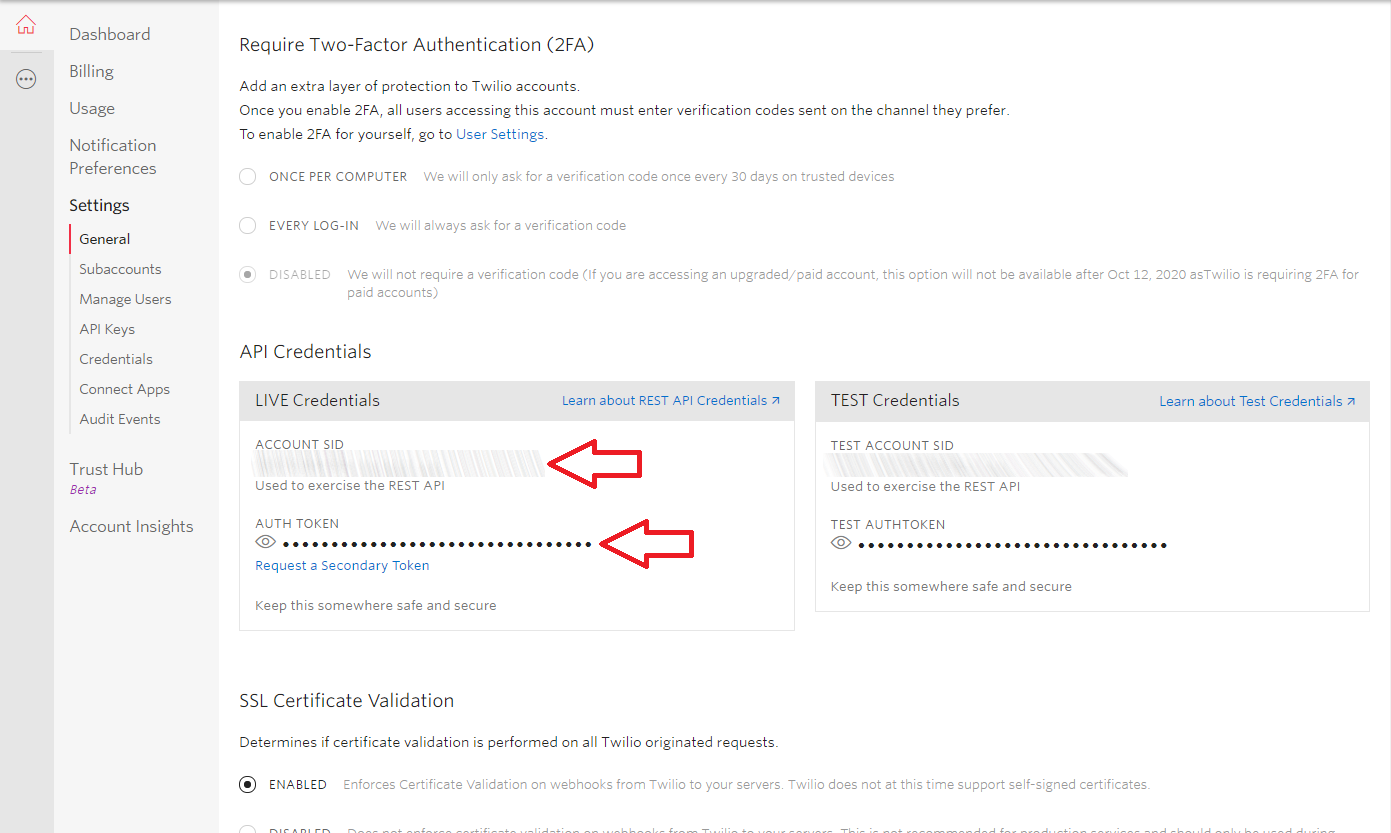 Dashboard
Billing
Usage
Notification
Preferences
Settings
General
Subaccounts
Manage Users
API Keys
Credentials
Connect Apps
Audit Events
Trust Hub
Beta
Account Insights
Require Two-Factor Authentication (2FA)
Add an extra layer of protection to Twilio accounts.
Once you enable 2FA, all users accessing this account must enter verification codes sent on the channel they prefer.
To enable 2FA for yourself, go to User Settings.
ONCE PER COMPUTER We will only ask for a verification code once every 30 days on trusted devices
EVERY LOG-IN We will always ask for a verification code
DISABLED We will not require a verification code (If you are accessing an upgraded/paid account, this option will not be available after Oct 12, 2020 asTwilio is requiring 2FA for
paid accounts)
API Credentials
LIVE Credentials Learn about REST API Credentials ↗
ACCOUNT SID
Used to exercise the REST API
AUTH TOKEN
Request a Secondary Token
Keep this somewhere safe and secure
TEST Credentials Learn about Test Credentials ↗
TEST ACCOUNT SID
Used to exercise the REST API
TEST AUTHTOKEN
Keep this somewhere safe and secure
SSL Certificate Validation
Determines if certificate validation is performed on all Twilio originated requests.
ENABLED Enforces Certificate Validation on webhooks from Twilio to your servers. Twilio does not at this time support self-signed certificates.
DISABLED Does not enforce certificate validation on webhooks from Twilio to your servers. This is not recommended for production services and should only be used during